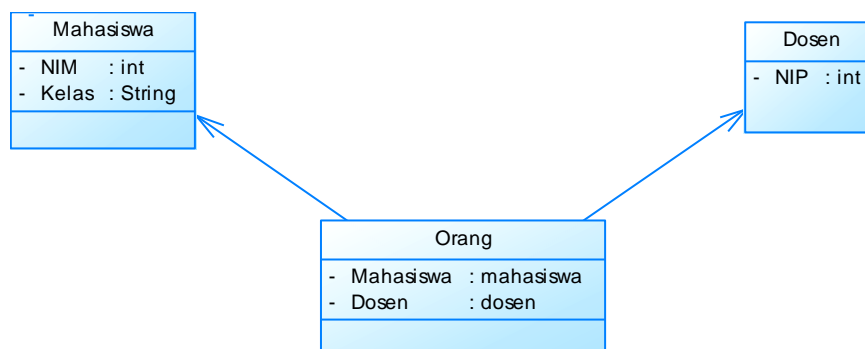 Mahasiswa
- NIM : int
- Kelas : String
Dosen
- NIP : int
Orang
- Mahasiswa : mahasiswa
- Dosen : dosen